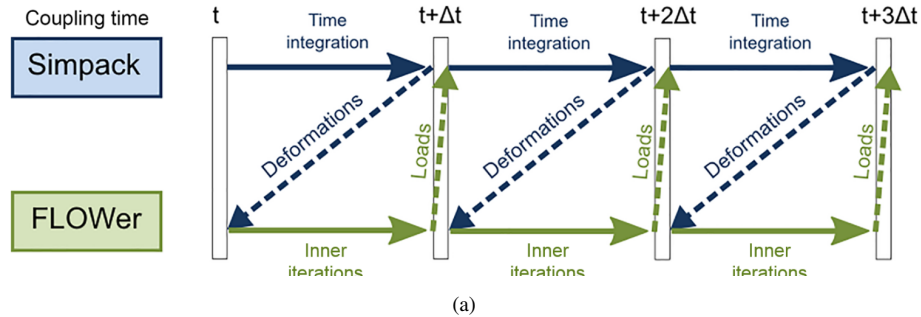 Coupling time
t
t+Δt
t+2Δt
t+3Δt
Simpack
Time
integration
Time
integration
Time
integration
Deformations
Loads
Deformations
Loads
Deformations
Loads
FLOWer
Inner
iterations
Inner
iterations
Inner
iterations
(a)